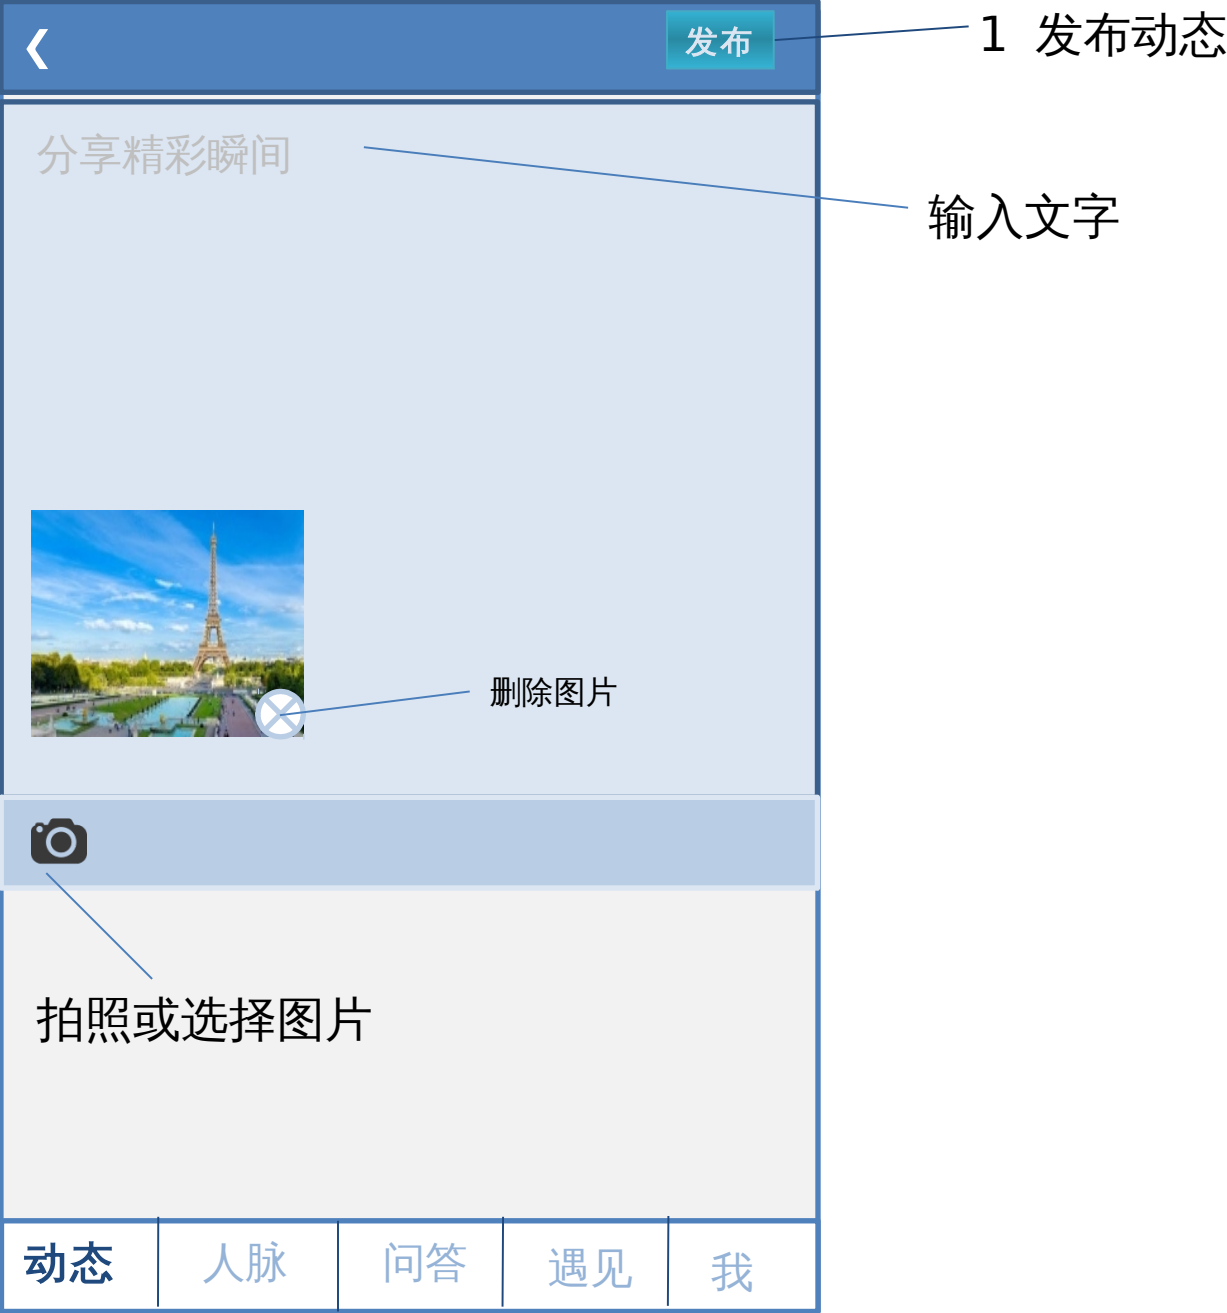 发布
1 发布动态
分享精彩瞬间
输入文字
删除图片
拍照或选择图片
动态 人脉 问答 遇见 我